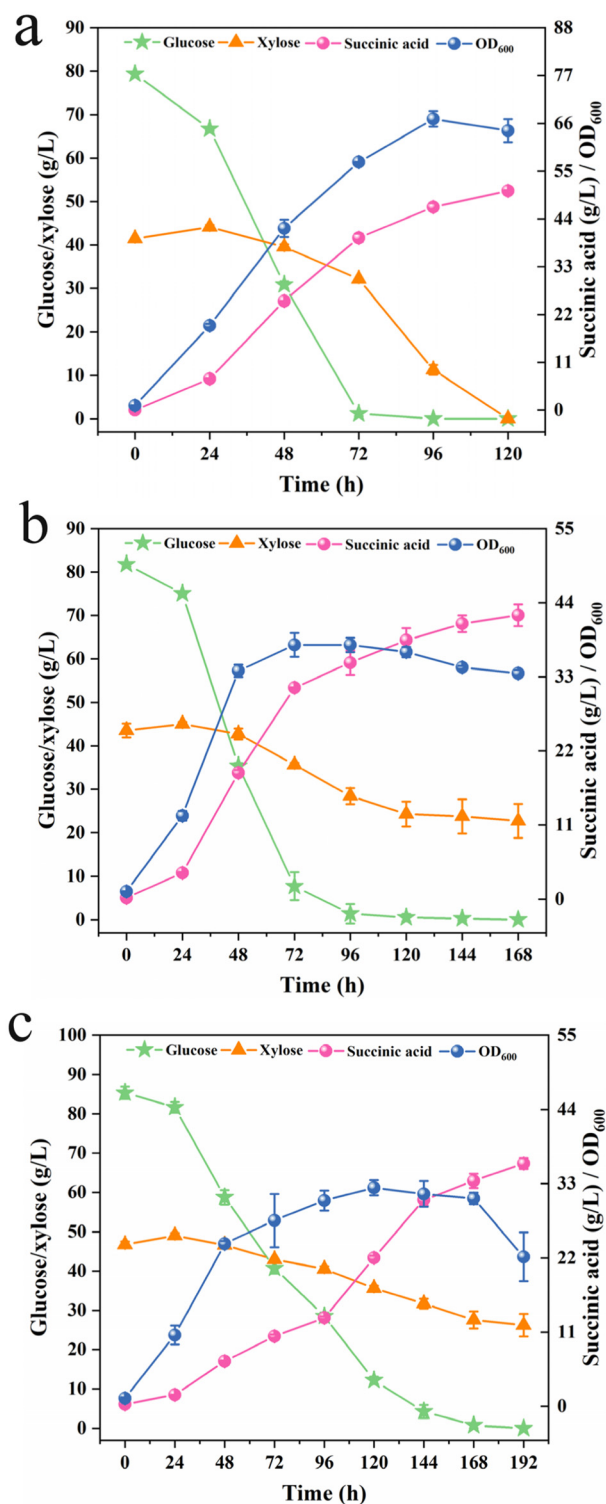 a
Glucose Xylose Succinic acid OD600
Glucose/xylose (g/L)
90
80
70
60
50
40
30
20
10
0
88
77
66
55
44
33
22
11
0
Succinic acid (g/L) / OD600
0 24 48 72 96 120
Time (h)
b
Glucose Xylose Succinic acid OD600
Glucose/xylose (g/L)
90
80
70
60
50
40
30
20
10
0
55
44
33
22
11
0
Succinic acid (g/L) / OD600
0 24 48 72 96 120 144 168
Time (h)
c
Glucose Xylose Succinic acid OD600
Glucose/xylose (g/L)
100
90
80
70
60
50
40
30
20
10
0
55
44
33
22
11
0
Succinic acid (g/L) / OD600
0 24 48 72 96 120 144 168 192
Time (h)